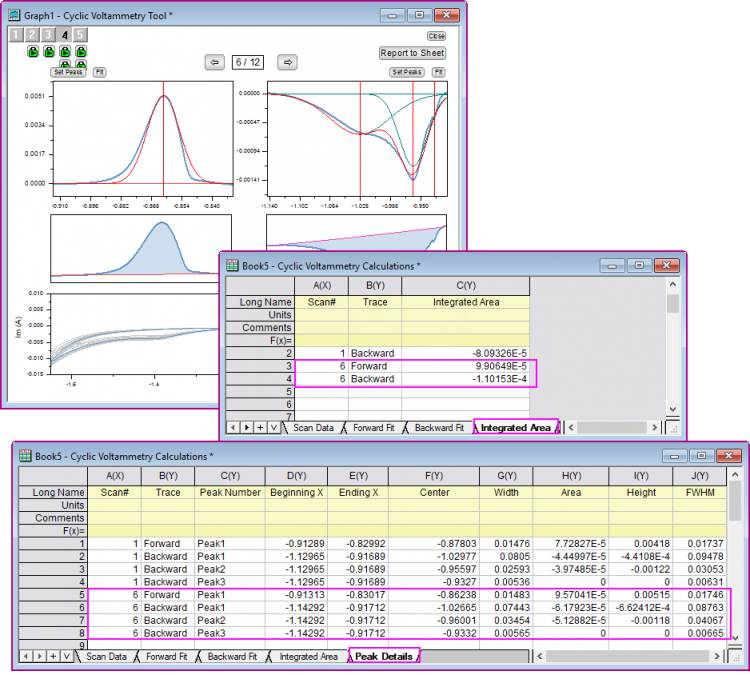 Graph1 - Cyclic Voltammetry Tool *
1 2 3 4 5
Close
6 / 12
Report to Sheet
Set Peaks Fit
Set Peaks Fit
0.0051
0.0034
0.0017
0.0000
-0.910 -0.896 -0.882 -0.868 -0.854 -0.840
0.00000
-0.00047
-0.00094
-0.00141
-1.140 -1.102 -1.064 -1.026 -0.988 -0.950
0.010
0.005
0.000
-0.005
-0.010
-0.015
Im (A)
-1.6 -1.4
Book5 - Cyclic Voltammetry Calculations *
A(X) B(Y) C(Y)
Long Name Scan# Trace Integrated Area
Units
Comments
F(x)=
2 1 Backward -8.09326E-5
3 6 Forward 9.90649E-5
4 6 Backward -1.10153E-4
5
6
7
Scan Data Forward Fit Backward Fit Integrated Area
Book5 - Cyclic Voltammetry Calculations *
A(X) B(Y) C(Y) D(Y) E(Y) F(Y) G(Y) H(Y) I(Y) J(Y)
Long Name Scan# Trace Peak Number Beginning X Ending X Center Width Area Height FWHM
Units
Comments
F(x)=
1 1 Forward Peak1 -0.91289 -0.82992 -0.87803 0.01476 7.72827E-5 0.00418 0.01737
2 1 Backward Peak1 -1.12965 -0.91689 -1.02977 0.0805 -4.44997E-5 -4.4108E-4 0.09478
3 1 Backward Peak2 -1.12965 -0.91689 -0.95597 0.02593 -3.97485E-5 -0.00122 0.03053
4 1 Backward Peak3 -1.12965 -0.91689 -0.9327 0.00536 0 0 0.00631
5 6 Forward Peak1 -0.91313 -0.83017 -0.86238 0.01483 9.57041E-5 0.00515 0.01746
6 6 Backward Peak1 -1.14292 -0.91712 -1.02665 0.07443 -6.17923E-5 -6.62412E-4 0.08763
7 6 Backward Peak2 -1.14292 -0.91712 -0.96001 0.03454 -5.12882E-5 -0.00118 0.04067
8 6 Backward Peak3 -1.14292 -0.91712 -0.9332 0.00565 0 0 0.00665
9
Scan Data Forward Fit Backward Fit Integrated Area Peak Details